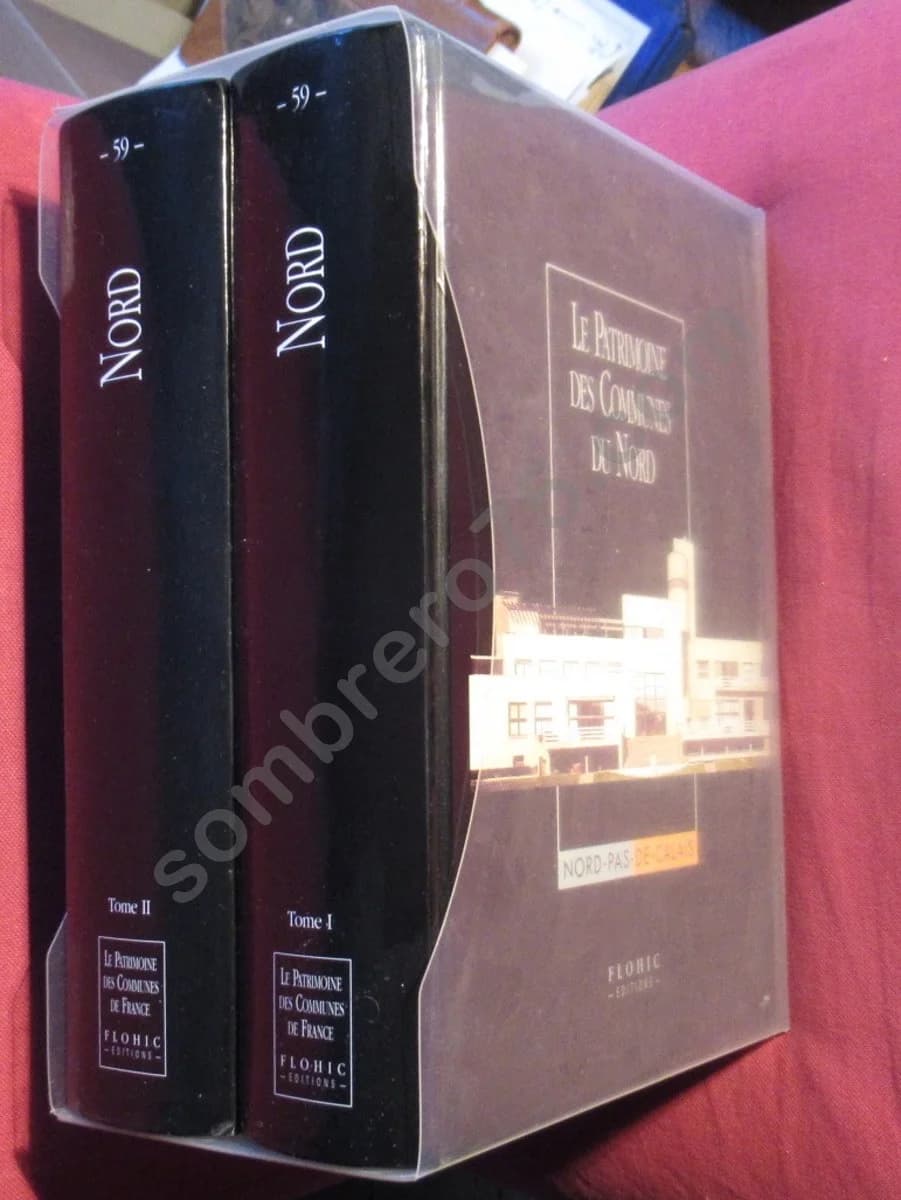 - 59 -
NORD
Tome II
LE PATRIMOINE
DES COMMUNES
DE FRANCE
FLOHIC
- EDITIONS -
- 59 -
NORD
Tome I
LE PATRIMOINE
DES COMMUNES
DE FRANCE
FLOHIC
- EDITIONS -
LE PATRIMOINE
DES COMMUNES
DU NORD
NORD-PAS-DE-CALAIS
FLOHIC
- EDITIONS -